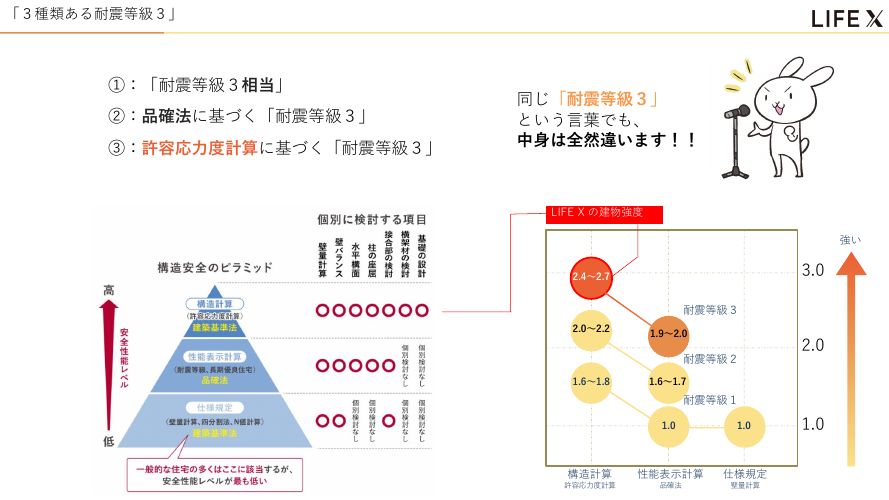 「３種類ある耐震等級３」
LIFE X
①：「耐震等級３相当」
②：品確法に基づく「耐震等級３」
③：許容応力度計算に基づく「耐震等級３」
同じ「耐震等級３」
という言葉でも、
中身は全然違います！！
個別に検討する項目
壁量計算
壁バランス
水平構面
柱の座屈
接合部の検討
横架材の検討
基礎の設計
構造安全のピラミッド
高
安全性能レベル
低
構造計算
(許容応力度計算)
建築基準法
性能表示計算
(耐震等級、長期優良住宅)
品確法
個別検討なし
個別検討なし
仕様規定
(壁量計算、四分割法、N値計算)
建築基準法
個別検討なし
個別検討なし
個別検討なし
個別検討なし
一般的な住宅の多くはここに該当するが、
安全性能レベルが最も低い
LIFE X の建物強度
強い
3.0
2.0
1.0
2.4～2.7
耐震等級３
2.0～2.2
1.9～2.0
耐震等級２
1.6～1.8
1.6～1.7
耐震等級１
1.0
1.0
構造計算
許容応力度計算
性能表示計算
品確法
仕様規定
壁量計算